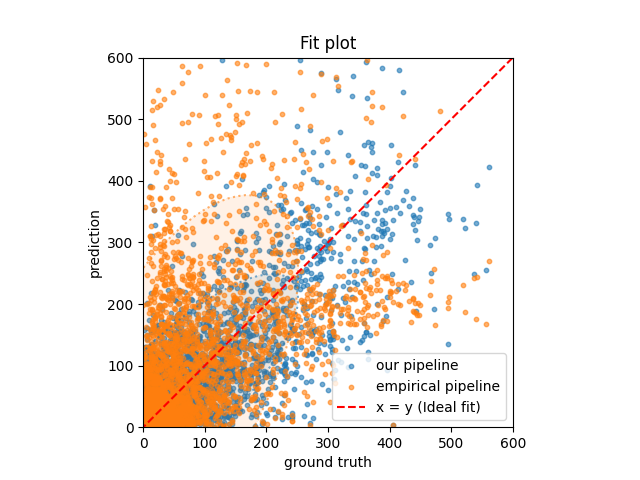 Fit plot
600
500
400
300
200
100
0
prediction
our pipeline
empirical pipeline
x = y (Ideal fit)
0 100 200 300 400 500 600
ground truth